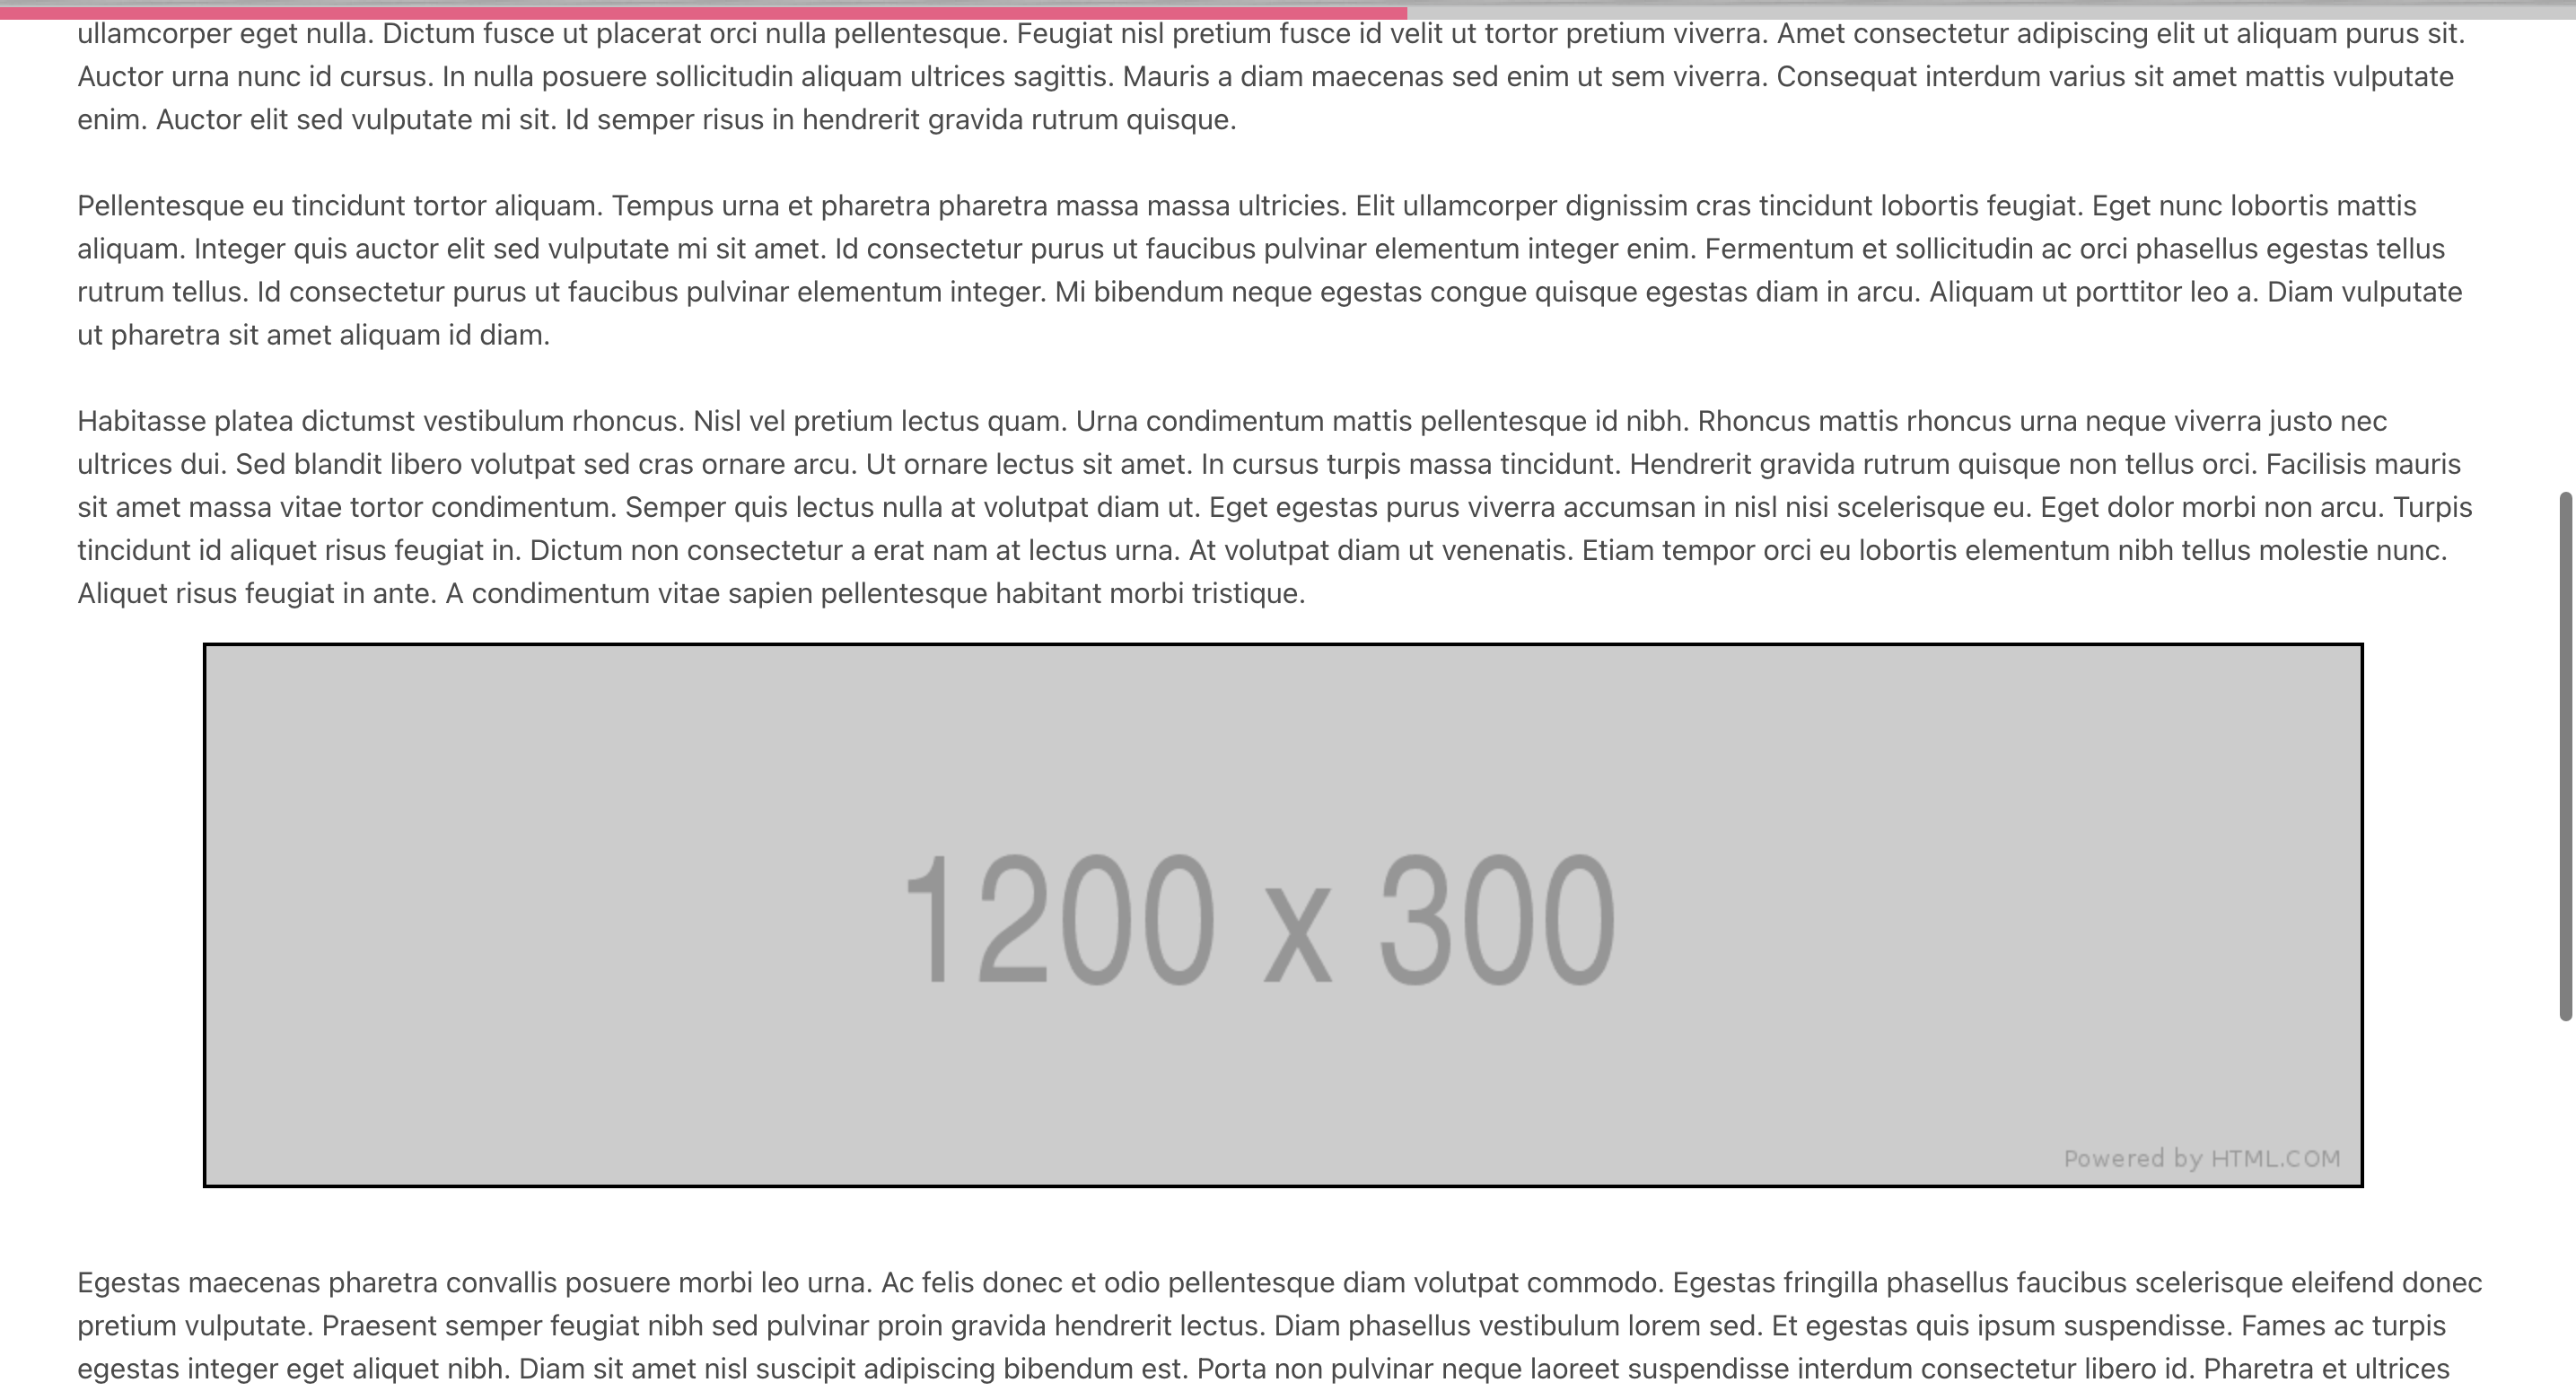 ullamcorper eget nulla. Dictum fusce ut placerat orci nulla pellentesque. Feugiat nisl pretium fusce id velit ut tortor pretium viverra. Amet consectetur adipiscing elit ut aliquam purus sit.
Auctor urna nunc id cursus. In nulla posuere sollicitudin aliquam ultrices sagittis. Mauris a diam maecenas sed enim ut sem viverra. Consequat interdum varius sit amet mattis vulputate
enim. Auctor elit sed vulputate mi sit. Id semper risus in hendrerit gravida rutrum quisque.
Pellentesque eu tincidunt tortor aliquam. Tempus urna et pharetra pharetra massa massa ultricies. Elit ullamcorper dignissim cras tincidunt lobortis feugiat. Eget nunc lobortis mattis
aliquam. Integer quis auctor elit sed vulputate mi sit amet. Id consectetur purus ut faucibus pulvinar elementum integer enim. Fermentum et sollicitudin ac orci phasellus egestas tellus
rutrum tellus. Id consectetur purus ut faucibus pulvinar elementum integer. Mi bibendum neque egestas congue quisque egestas diam in arcu. Aliquam ut porttitor leo a. Diam vulputate
ut pharetra sit amet aliquam id diam.
Habitasse platea dictumst vestibulum rhoncus. Nisl vel pretium lectus quam. Urna condimentum mattis pellentesque id nibh. Rhoncus mattis rhoncus urna neque viverra justo nec
ultrices dui. Sed blandit libero volutpat sed cras ornare arcu. Ut ornare lectus sit amet. In cursus turpis massa tincidunt. Hendrerit gravida rutrum quisque non tellus orci. Facilisis mauris
sit amet massa vitae tortor condimentum. Semper quis lectus nulla at volutpat diam ut. Eget egestas purus viverra accumsan in nisl nisi scelerisque eu. Eget dolor morbi non arcu. Turpis
tincidunt id aliquet risus feugiat in. Dictum non consectetur a erat nam at lectus urna. At volutpat diam ut venenatis. Etiam tempor orci eu lobortis elementum nibh tellus molestie nunc.
Aliquet risus feugiat in ante. A condimentum vitae sapien pellentesque habitant morbi tristique.
1200 x 300
Powered by HTML.COM
Egestas maecenas pharetra convallis posuere morbi leo urna. Ac felis donec et odio pellentesque diam volutpat commodo. Egestas fringilla phasellus faucibus scelerisque eleifend donec
pretium vulputate. Praesent semper feugiat nibh sed pulvinar proin gravida hendrerit lectus. Diam phasellus vestibulum lorem sed. Et egestas quis ipsum suspendisse. Fames ac turpis
egestas integer eget aliquet nibh. Diam sit amet nisl suscipit adipiscing bibendum est. Porta non pulvinar neque laoreet suspendisse interdum consectetur libero id. Pharetra et ultrices